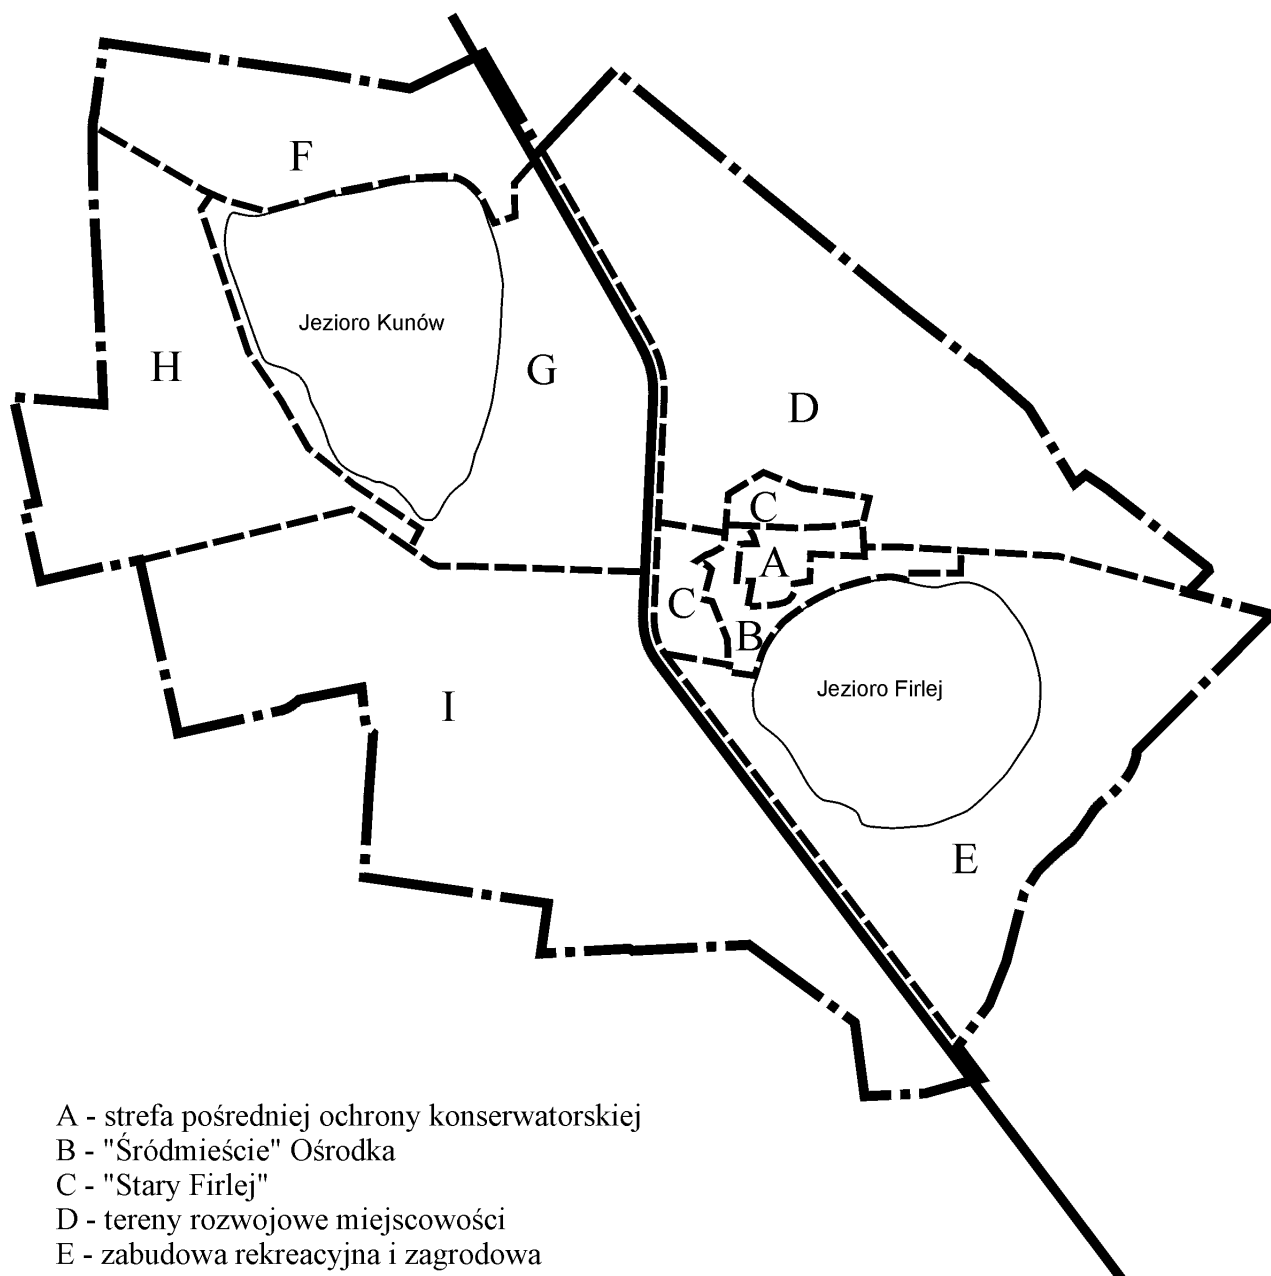 F
Jezioro Kunów
H
G
D
C
A
C
B
Jezioro Firlej
I
E
A - strefa pośredniej ochrony konserwatorskiej
B - "Śródmieście" Ośrodka
C - "Stary Firlej"
D - tereny rozwojowe miejscowości
E - zabudowa rekreacyjna i zagrodowa